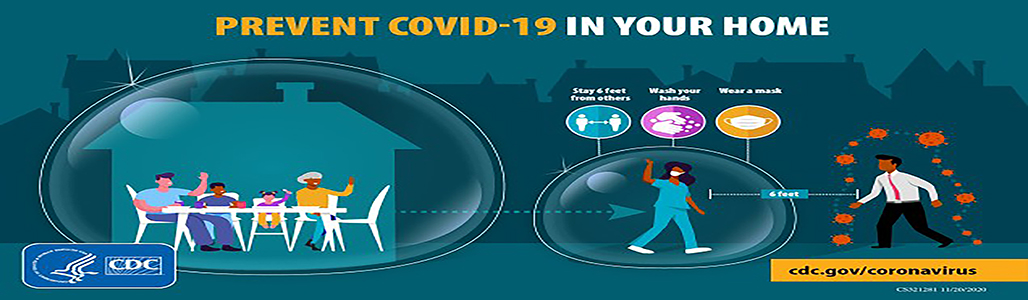 PREVENT COVID-19 IN YOUR HOME
Stay 6 feet
from others
Wash your
hands
Wear a mask
6 feet
CDC
cdc.gov/coronavirus
CS321281 11/20/2020